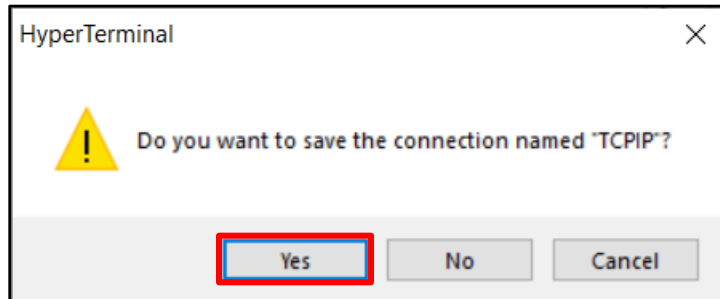 HyperTerminal
Do you want to save the connection named "TCPIP"?
Yes
No
Cancel